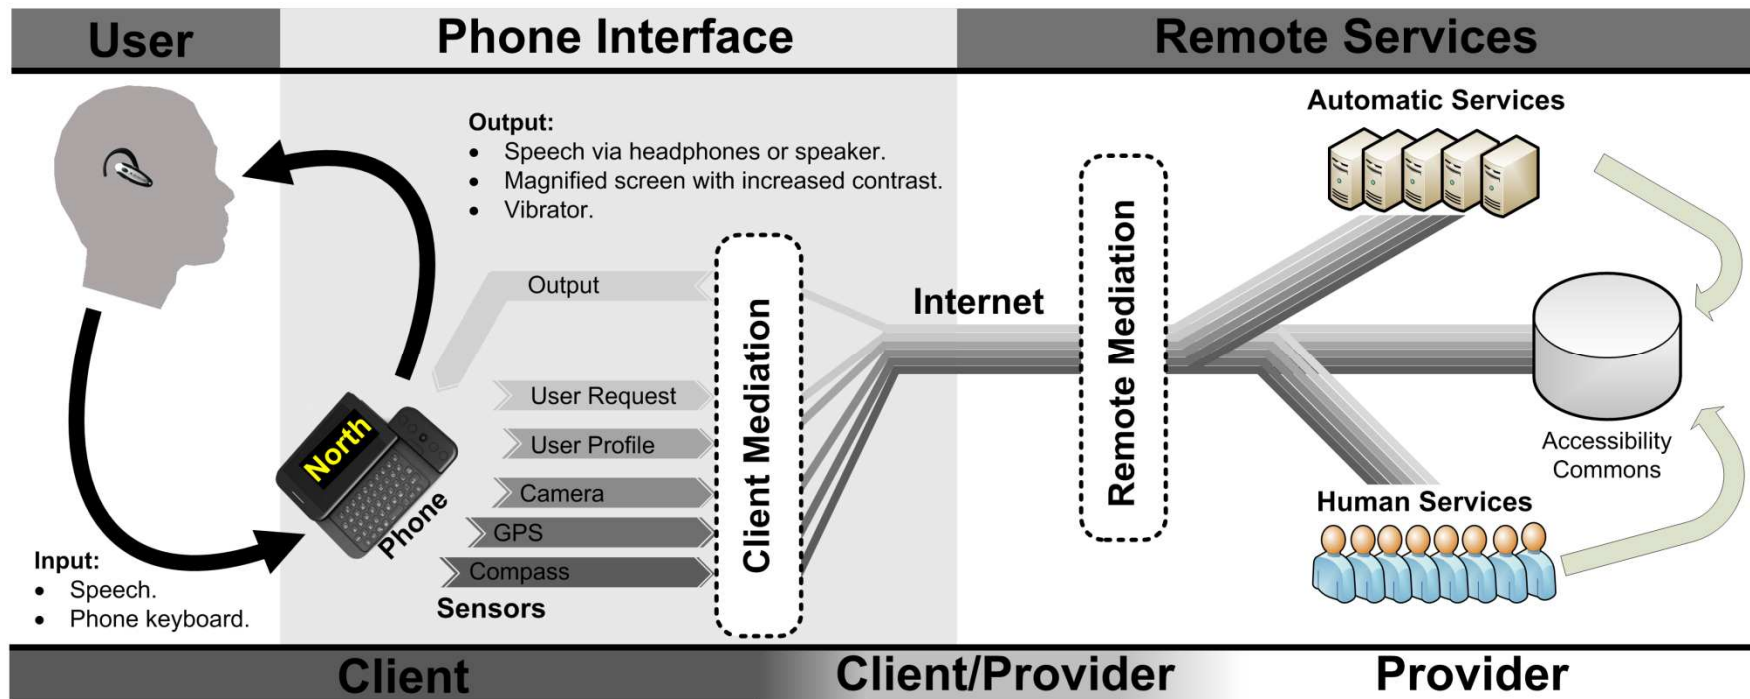 User
Phone Interface
Remote Services
Output:
• Speech via headphones or speaker.
• Magnified screen with increased contrast.
• Vibrator.
Input:
• Speech.
• Phone keyboard.
North
Phone
Output
User Request
User Profile
Camera
GPS
Compass
Sensors
Client Mediation
Internet
Remote Mediation
Automatic Services
Accessibility
Commons
Human Services
Client
Client/Provider
Provider